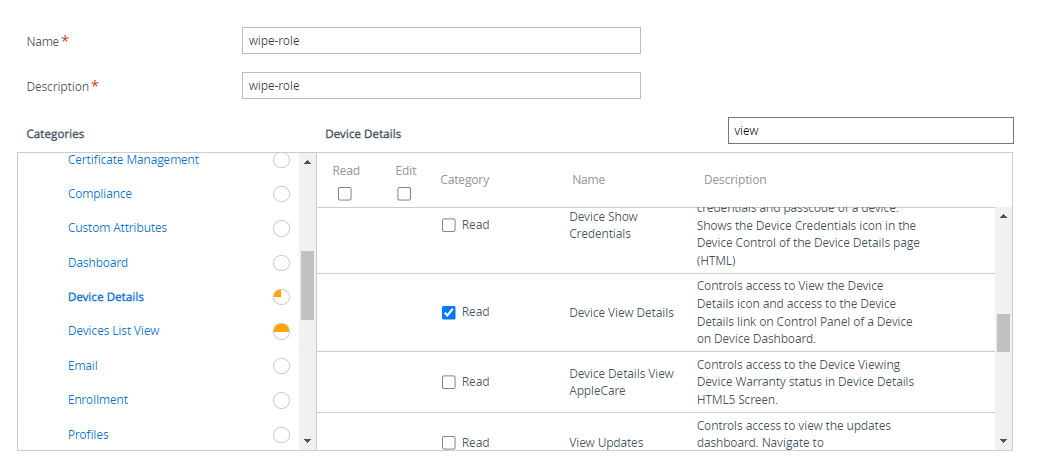 Name*
wipe-role
Description*
wipe-role
Categories
Device Details
view
Certificate Management
Compliance
Custom Attributes
Dashboard
Device Details
Devices List View
Email
Enrollment
Profiles
Read
Edit
Category
Name
Description
Read
Device Show
Credentials
credentials and passcode of a device.
Shows the Device Credentials icon in the
Device Control of the Device Details page
(HTML)
Read
Device View Details
Controls access to View the Device
Details icon and access to the Device
Details link on Control Panel of a Device
on Device Dashboard.
Read
Device Details View
AppleCare
Controls access to the Device Viewing
Device Warranty status in Device Details
HTML5 Screen.
Read
View Updates
Controls access to view the updates
dashboard. Navigate to